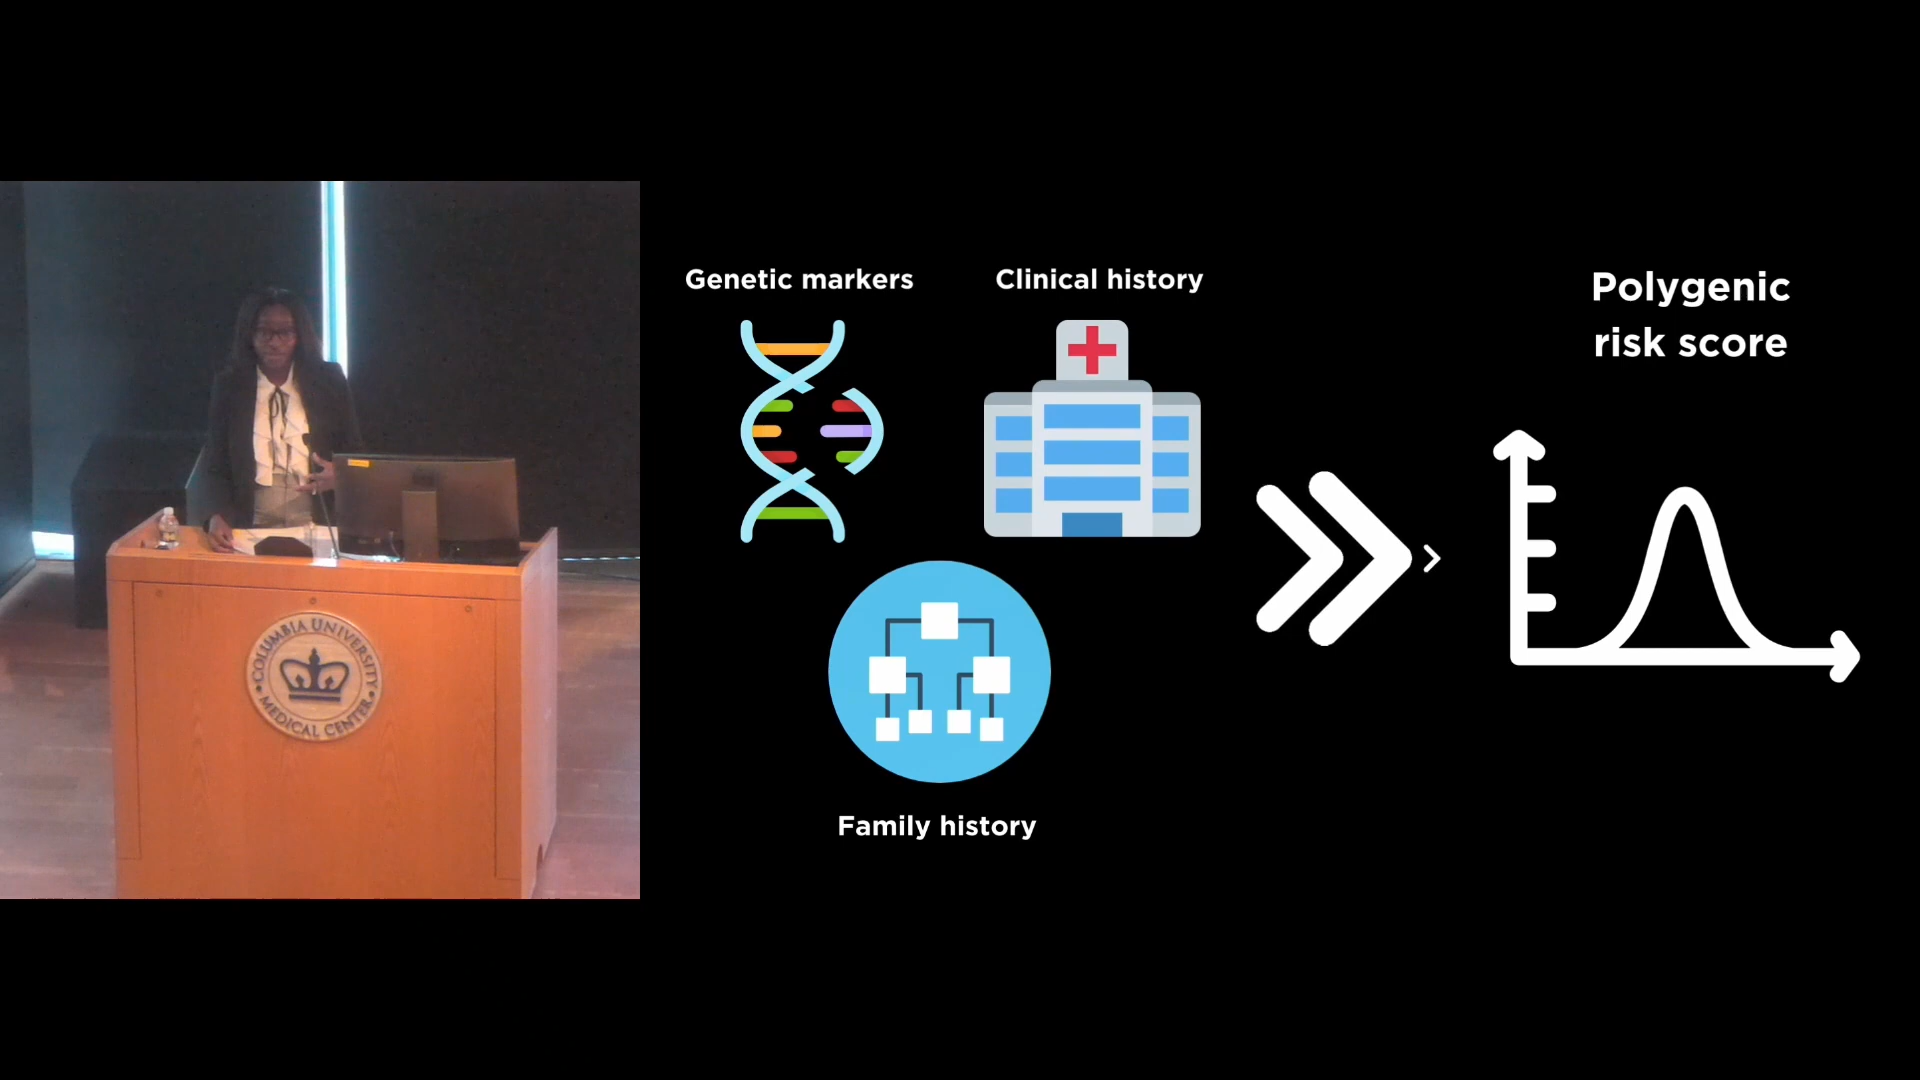 Genetic markers
Clinical history
Polygenic
risk score
Family history
COLUMBIA UNIVERSITY
MEDICAL CENTER